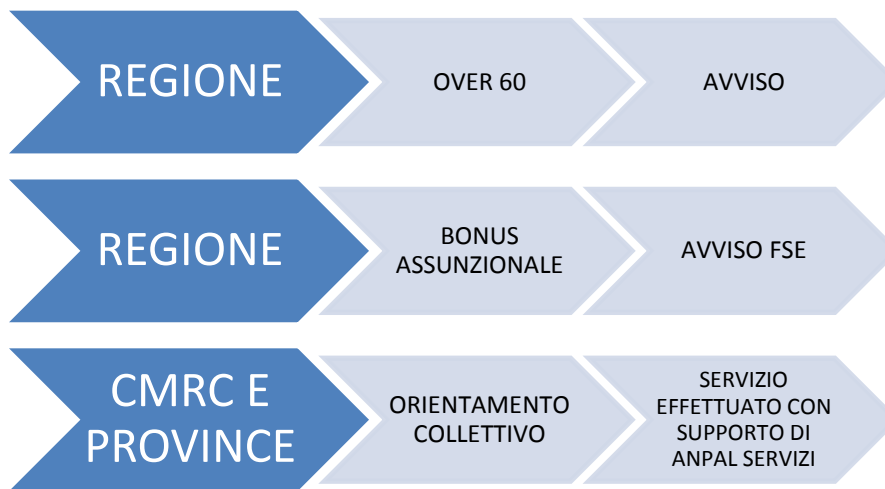 REGIONE
OVER 60
AVVISO
REGIONE
BONUS
ASSUNZIONALE
AVVISO FSE
CMRC E
PROVINCE
ORIENTAMENTO
COLLETTIVO
SERVIZIO
EFFETTUATO CON
SUPPORTO DI
ANPAL SERVIZI